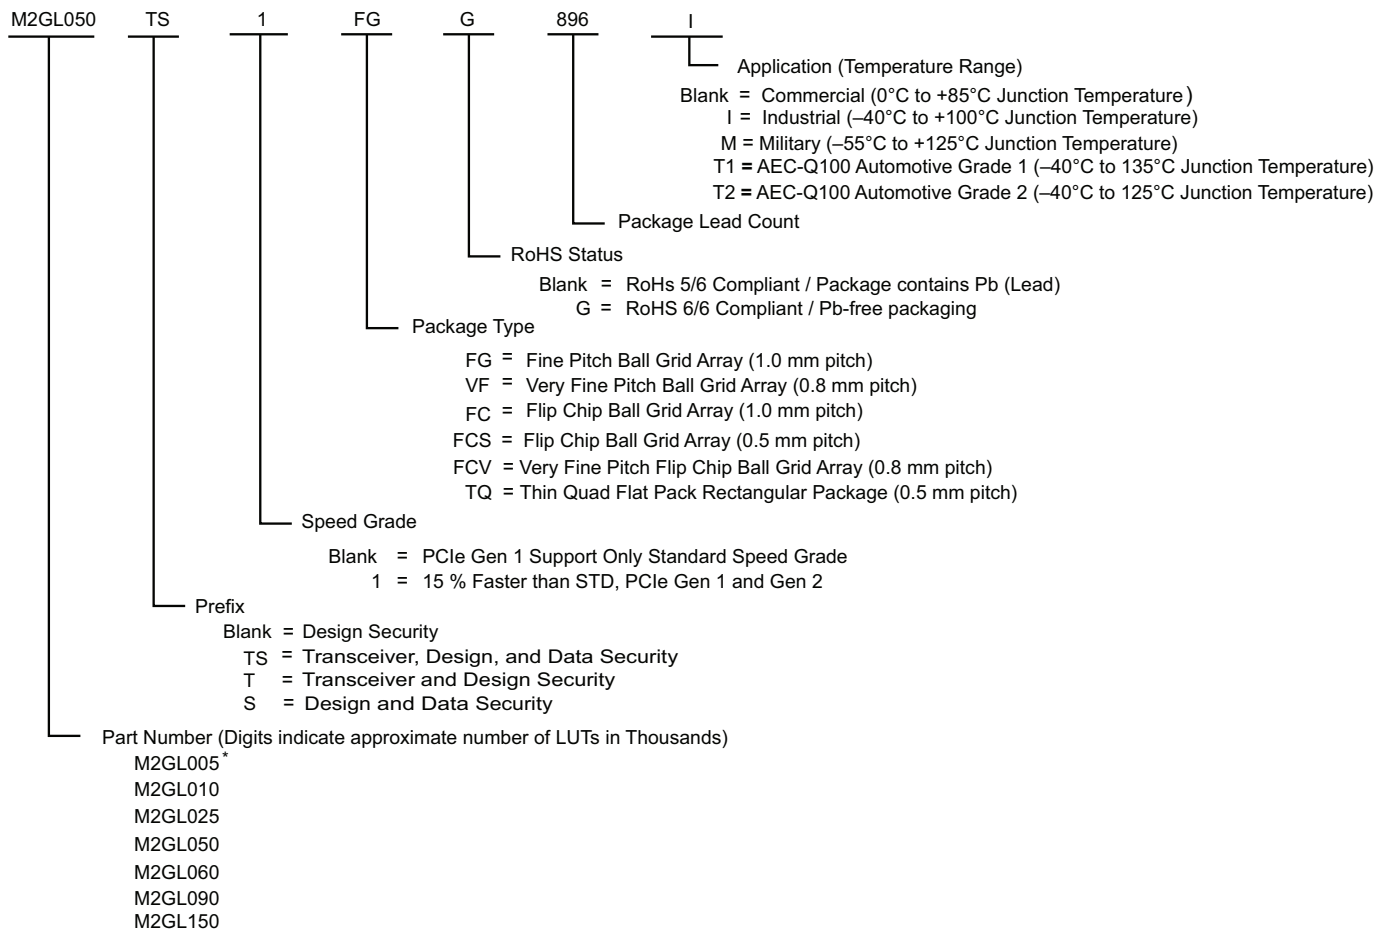 M2GL050 TS 1 FG G 896 I
Application (Temperature Range)
Blank = Commercial (0°C to +85°C Junction Temperature)
I = Industrial (–40°C to +100°C Junction Temperature)
M = Military (–55°C to +125°C Junction Temperature)
T1 = AEC-Q100 Automotive Grade 1 (–40°C to 135°C Junction Temperature)
T2 = AEC-Q100 Automotive Grade 2 (–40°C to 125°C Junction Temperature)
Package Lead Count
RoHS Status
Blank = RoHs 5/6 Compliant / Package contains Pb (Lead)
G = RoHS 6/6 Compliant / Pb-free packaging
Package Type
FG = Fine Pitch Ball Grid Array (1.0 mm pitch)
VF = Very Fine Pitch Ball Grid Array (0.8 mm pitch)
FC = Flip Chip Ball Grid Array (1.0 mm pitch)
FCS = Flip Chip Ball Grid Array (0.5 mm pitch)
FCV = Very Fine Pitch Flip Chip Ball Grid Array (0.8 mm pitch)
TQ = Thin Quad Flat Pack Rectangular Package (0.5 mm pitch)
Speed Grade
Blank = PCIe Gen 1 Support Only Standard Speed Grade
1 = 15 % Faster than STD, PCIe Gen 1 and Gen 2
Prefix
Blank = Design Security
TS = Transceiver, Design, and Data Security
T = Transceiver and Design Security
S = Design and Data Security
Part Number (Digits indicate approximate number of LUTs in Thousands)
M2GL005*
M2GL010
M2GL025
M2GL050
M2GL060
M2GL090
M2GL150